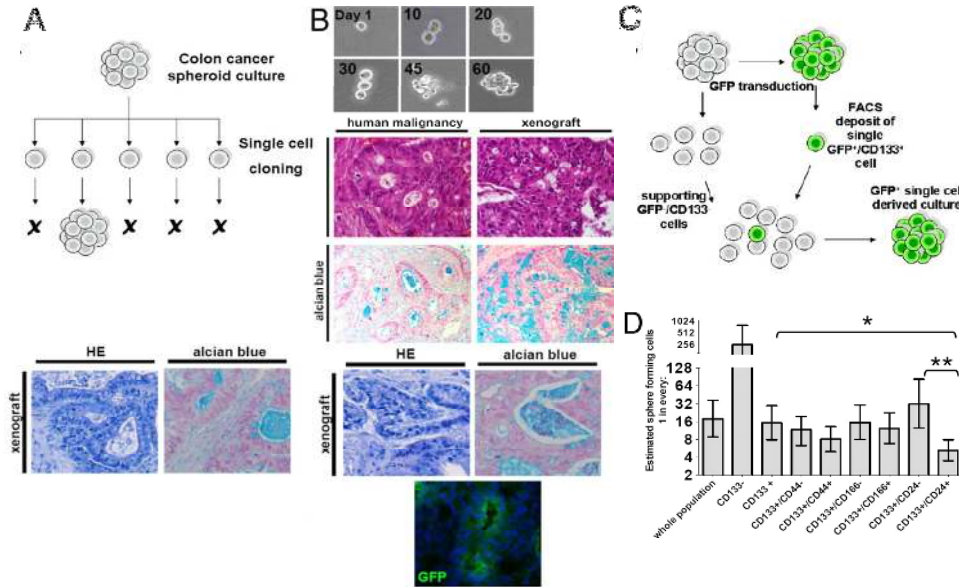 A
Colon cancer
spheroid culture
Single cell
cloning
x x x x
HE
alcian blue
xenograft
B
Day 1
10
20
30
45
60
human malignancy
xenograft
alcian blue
HE
alcian blue
xenograft
GFP
C
GFP transduction
FACS
deposit of
single
GFP+/CD133+
cell
supporting
GFP-/CD133
cells
GFP+ single cel
derived culture
D
Estimated sphere forming cells
1 in every:
1024
512
256
128
64
32
16
8
4
2
*
**
whole population
CD133-
CD133 +
CD133+/CD44-
CD133+/CD44+
CD133+/CD166-
CD133+/CD166+
CD133+/CD24-
CD133+/CD24+